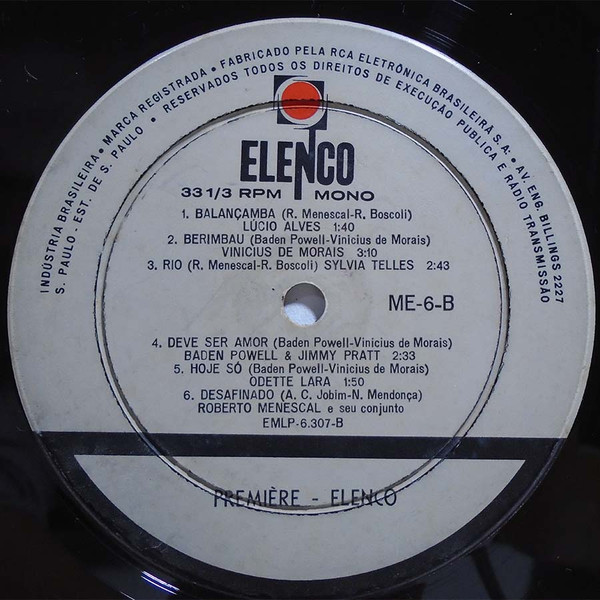 INDÚSTRIA BRASILEIRA • MARCA REGISTRADA • FABRICADO PELA RCA ELETRÔNICA BRASILEIRA S.A: • AV. ENG. BILLINGS 2227
S. PAULO - EST. DE S. PAULO • RESERVADOS TODOS OS DIREITOS DE EXECUÇÃO PUBLICA E RÁDIO TRANSMISSÃO
ELENCO
33 1/3 RPM MONO
1. BALANÇAMBA (R. Menescal-R. Boscoli)
LÚCIO ALVES 1:40
2. BERIMBAU (Baden Powell-Vinicius de Morais)
VINICIUS DE MORAIS 3:10
3. RIO (R. Menescal-R. Boscoli) SYLVIA TELLES 2:43
ME-6-B
4. DEVE SER AMOR (Baden Powell-Vinicius de Morais)
BADEN POWELL & JIMMY PRATT 2:33
5. HOJE SÓ (Baden Powell-Vinicius de Morais)
ODETTE LARA 1:50
6. DESAFINADO (A. C. Jobim-N. Mendonça)
ROBERTO MENESCAL e seu conjunto
EMLP-6.307-B
PREMIÈRE - ELENCO